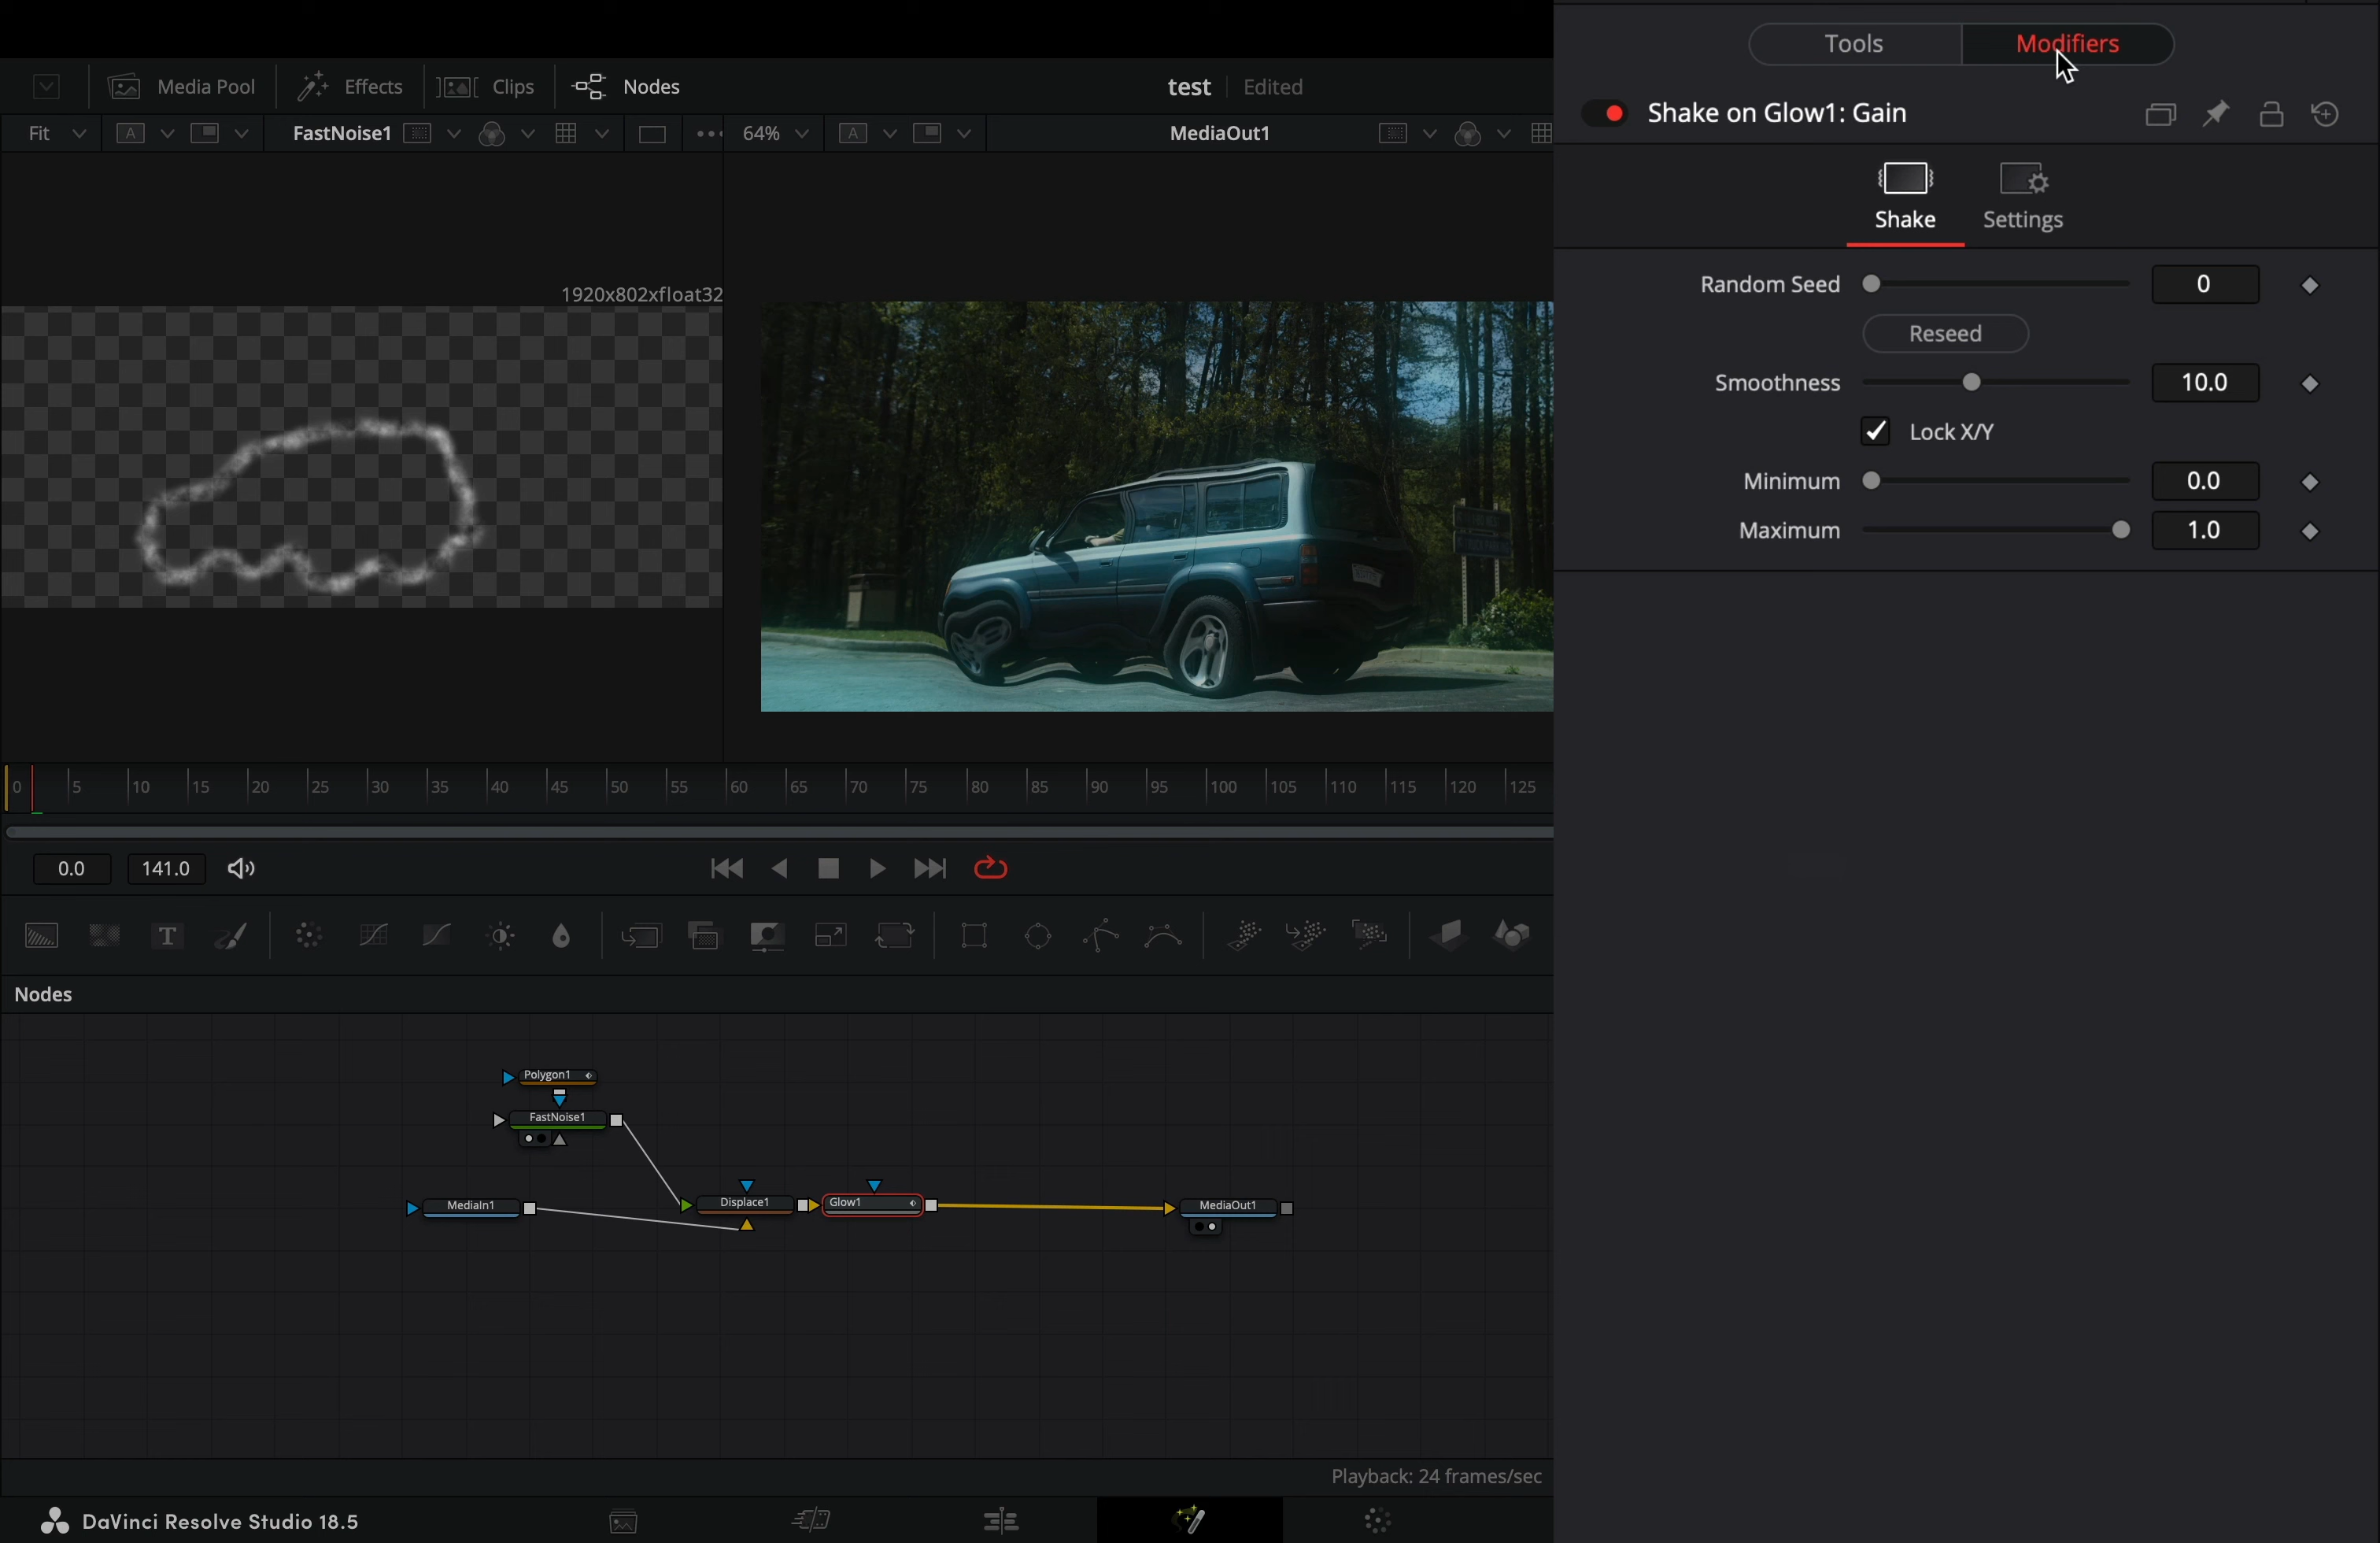 Media Pool Effects Clips Nodes test Edited
Fit A FastNoise1 64% A MediaOut1
1920x802xfloat32
0 5 10 15 20 25 30 35 40 45 50 55 60 65 70 75 80 85 90 95 100 105 110 115 120 125
0.0 141.0
T
Nodes
Polygon1
FastNoise1
MediaIn1 Displace1 Glow1 MediaOut1
Playback: 24 frames/sec
DaVinci Resolve Studio 18.5
Tools Modifiers
Shake on Glow1: Gain
Shake Settings
Random Seed 0
Reseed
Smoothness 10.0
Lock X/Y
Minimum 0.0
Maximum 1.0